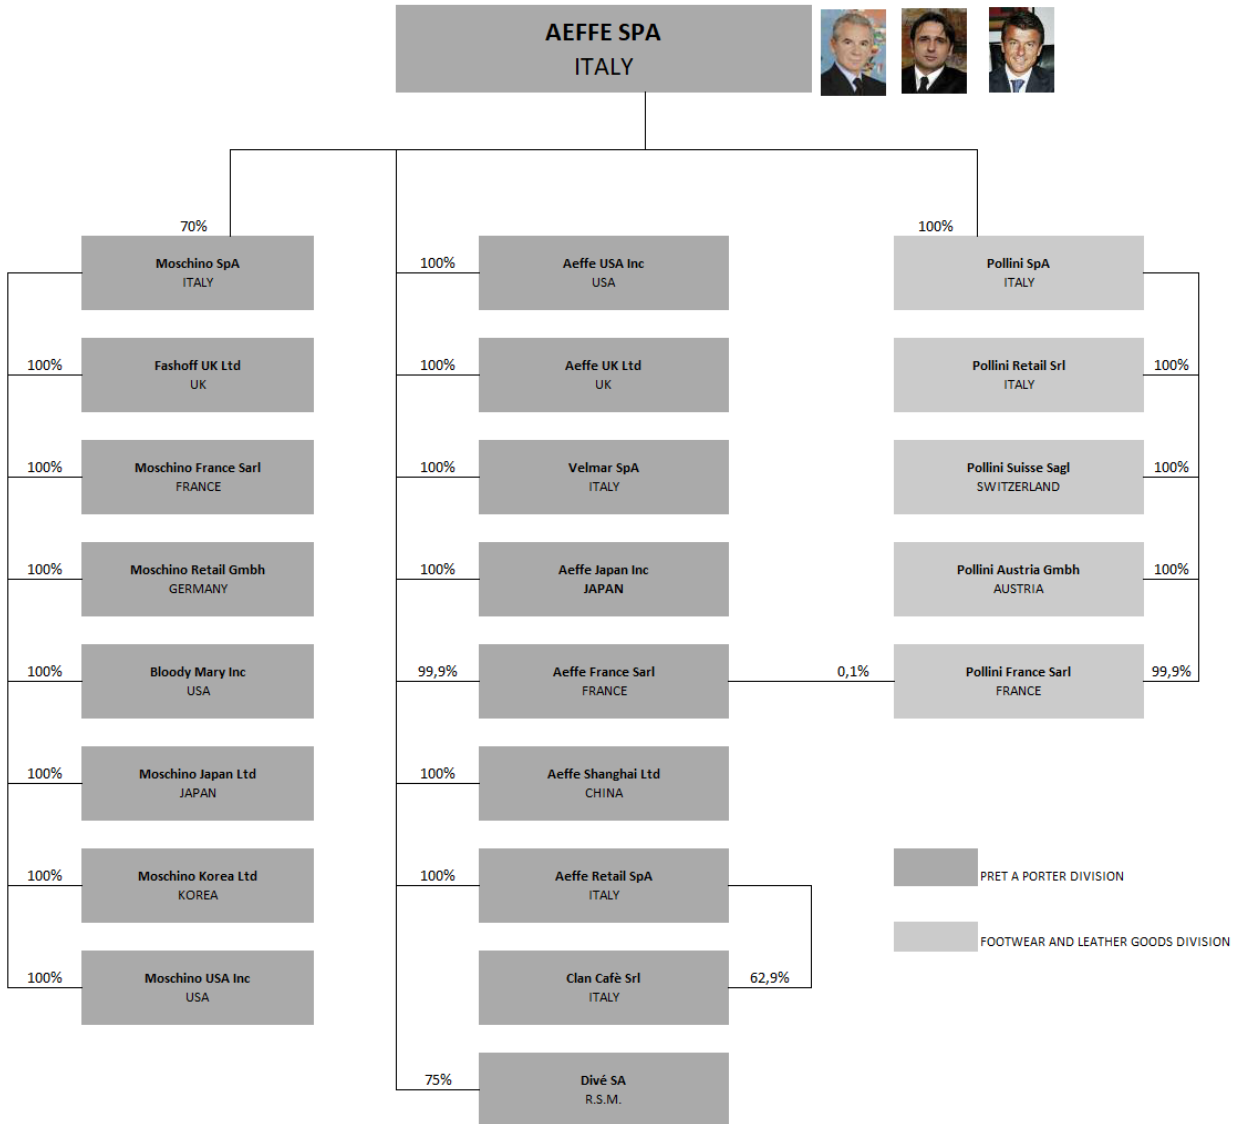 AEFFE SPA
ITALY
70%
100%
Moschino SpA
ITALY
100%
Aeffe USA Inc
USA
Pollini SpA
ITALY
100%
Fashoff UK Ltd
UK
100%
Aeffe UK Ltd
UK
Pollini Retail Srl
ITALY
100%
100%
Moschino France Sarl
FRANCE
100%
Velmar SpA
ITALY
Pollini Suisse Sagl
SWITZERLAND
100%
100%
Moschino Retail Gmbh
GERMANY
100%
Aeffe Japan Inc
JAPAN
Pollini Austria Gmbh
AUSTRIA
100%
100%
Bloody Mary Inc
USA
99,9%
Aeffe France Sarl
FRANCE
0,1%
Pollini France Sarl
FRANCE
99,9%
100%
Moschino Japan Ltd
JAPAN
100%
Aeffe Shanghai Ltd
CHINA
100%
Moschino Korea Ltd
KOREA
100%
Aeffe Retail SpA
ITALY
PRET A PORTER DIVISION
FOOTWEAR AND LEATHER GOODS DIVISION
100%
Moschino USA Inc
USA
Clan Cafè Srl
ITALY
62,9%
75%
Divé SA
R.S.M.